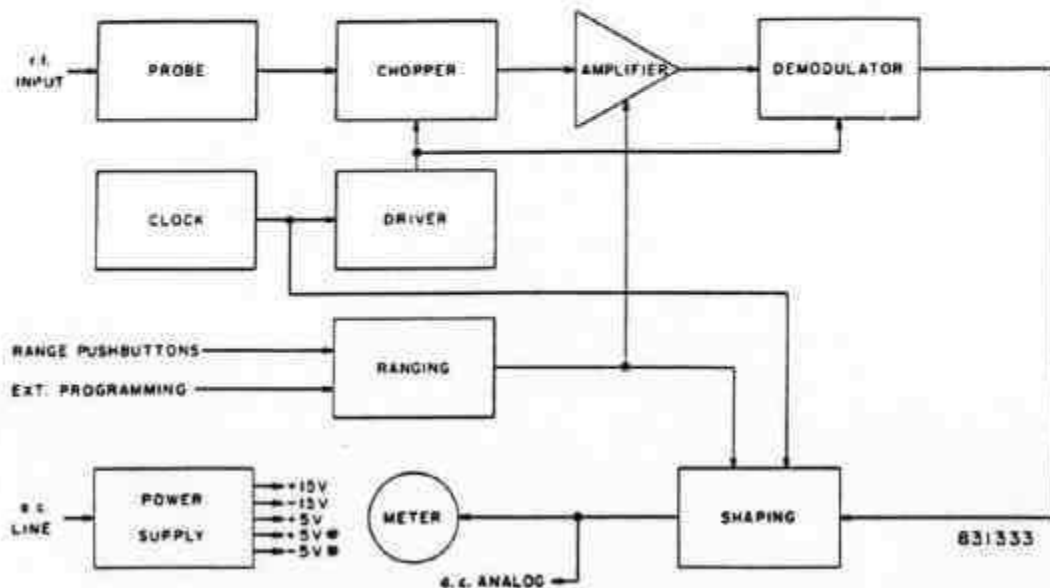 r.f. INPUT
PROBE
CHOPPER
AMPLIFIER
DEMODULATOR
CLOCK
DRIVER
RANGE PUSHBUTTONS
EXT. PROGRAMMING
RANGING
a.c. LINE
POWER SUPPLY
+15V
-15V
+5V
+5V
-5V
METER
SHAPING
831333
d.c. ANALOG